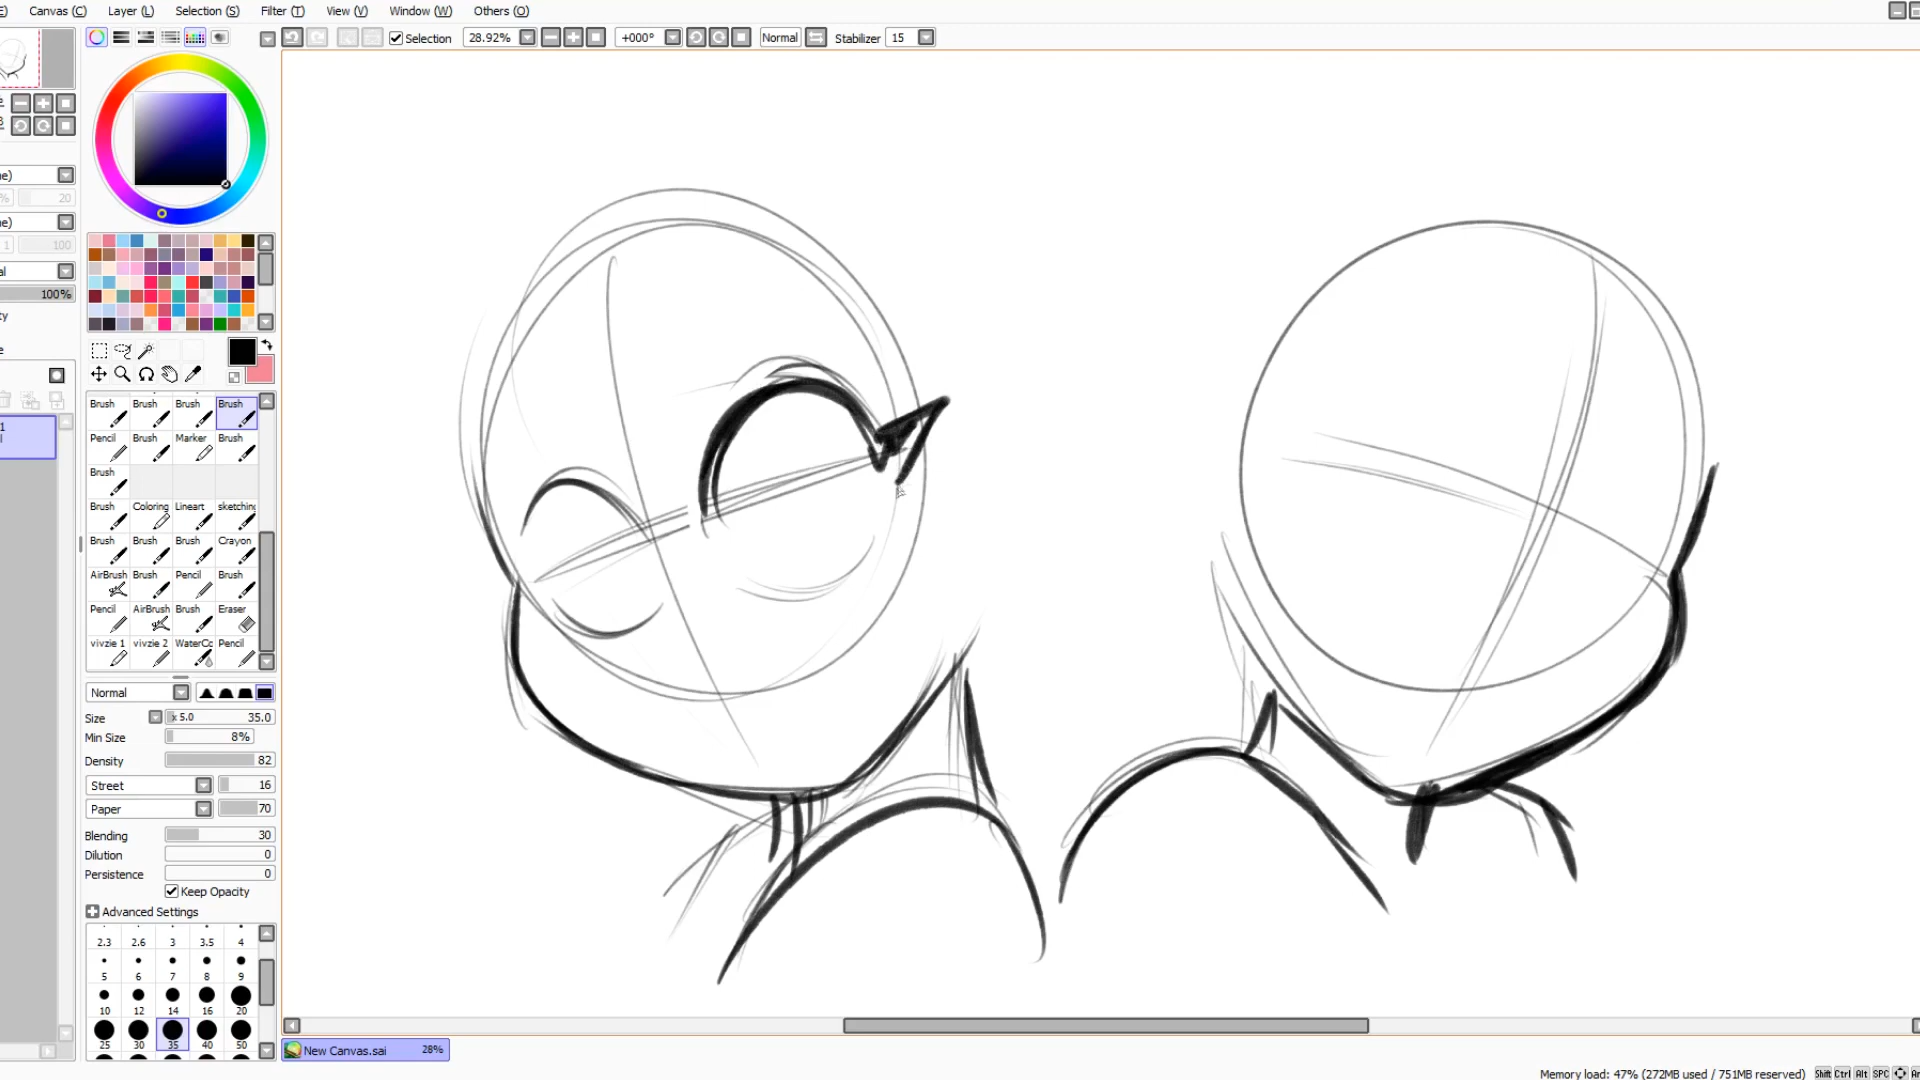 Canvas (C) Layer (L) Selection (S) Filter (T) View (V) Window (W) Others (O)
Selection 28.92% +000° Normal Stabilizer 15
20
100
100%
Brush Brush Brush Brush
Pencil Brush Marker Brush
Brush
Brush Coloring Lineart sketching
Brush Brush Brush Crayon
AirBrush Brush Pencil Brush
Pencil AirBrush Brush Eraser
vivzie 1 vivzie 2 WaterCo Pencil
Normal
Size x 5.0 35.0
Min Size 8%
Density 82
Street 16
Paper 70
Blending 30
Dilution 0
Persistence 0
Keep Opacity
Advanced Settings
2.3 2.6 3 3.5 4
5 6 7 8 9
10 12 14 16 20
25 30 35 40 50
New Canvas.sai 28%
Memory load: 47% (272MB used / 751MB reserved) Shift Ctrl Alt SPC